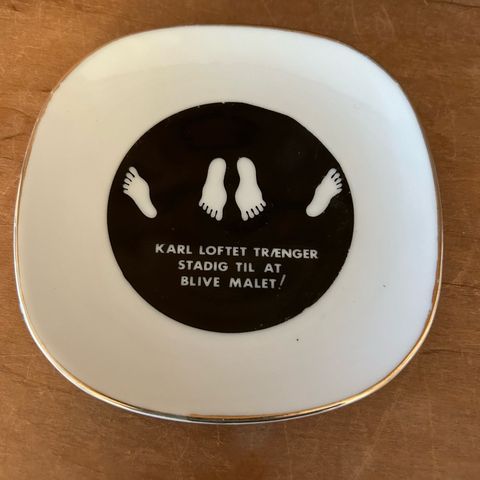 KARL LOFTET TRÆNGER
STADIG TIL AT
BLIVE MALET!